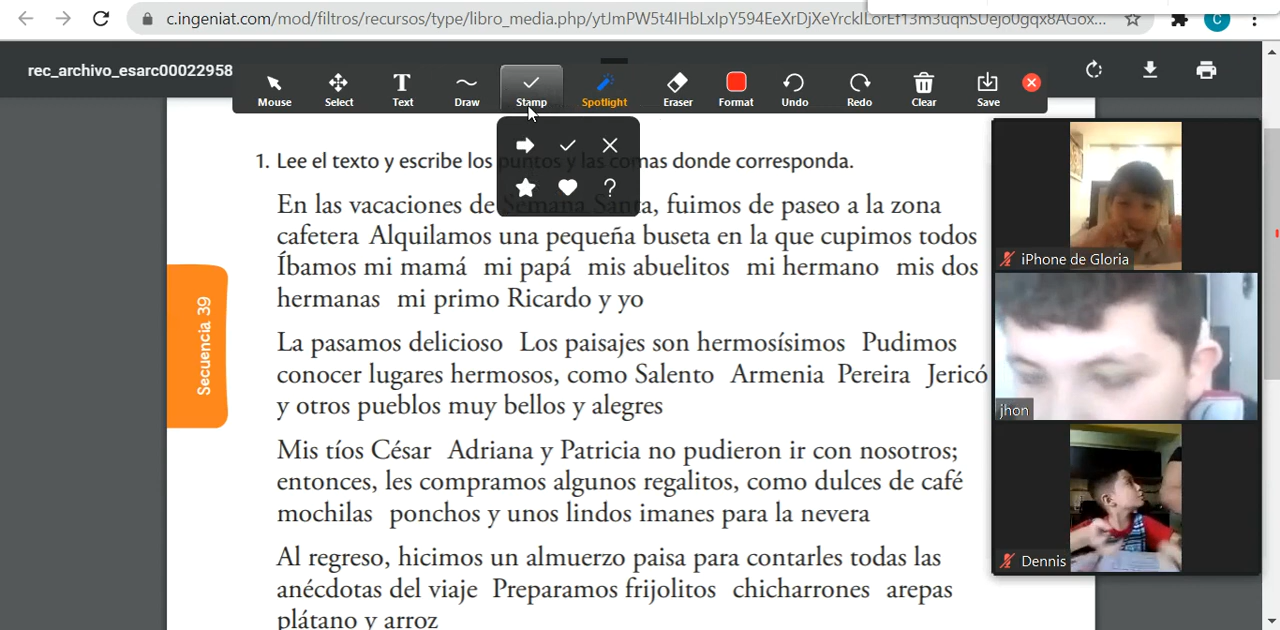 c.ingeniat.com/mod/filtros/recursos/type/libro_media.php/ytJmPW5t4IHbLxIpY594EeXrDjXeYrckILorEf13m3uqnSUejo0gqx8AGox...
C
rec_archivo_esarc00022958
Mouse Select Text Draw Stamp Spotlight Eraser Format Undo Redo Clear Save
1. Lee el texto y escribe los puntos y las comas donde corresponda.
En las vacaciones de Semana Santa, fuimos de paseo a la zona
cafetera Alquilamos una pequeña buseta en la que cupimos todos
Íbamos mi mamá mi papá mis abuelitos mi hermano mis dos
hermanas mi primo Ricardo y yo
La pasamos delicioso Los paisajes son hermosísimos Pudimos
conocer lugares hermosos, como Salento Armenia Pereira Jericó
y otros pueblos muy bellos y alegres
Mis tíos César Adriana y Patricia no pudieron ir con nosotros;
entonces, les compramos algunos regalitos, como dulces de café
mochilas ponchos y unos lindos imanes para la nevera
Al regreso, hicimos un almuerzo paisa para contarles todas las
anécdotas del viaje Preparamos frijolitos chicharrones arepas
plátano y arroz
Secuencia 39
iPhone de Gloria
jhon
Dennis